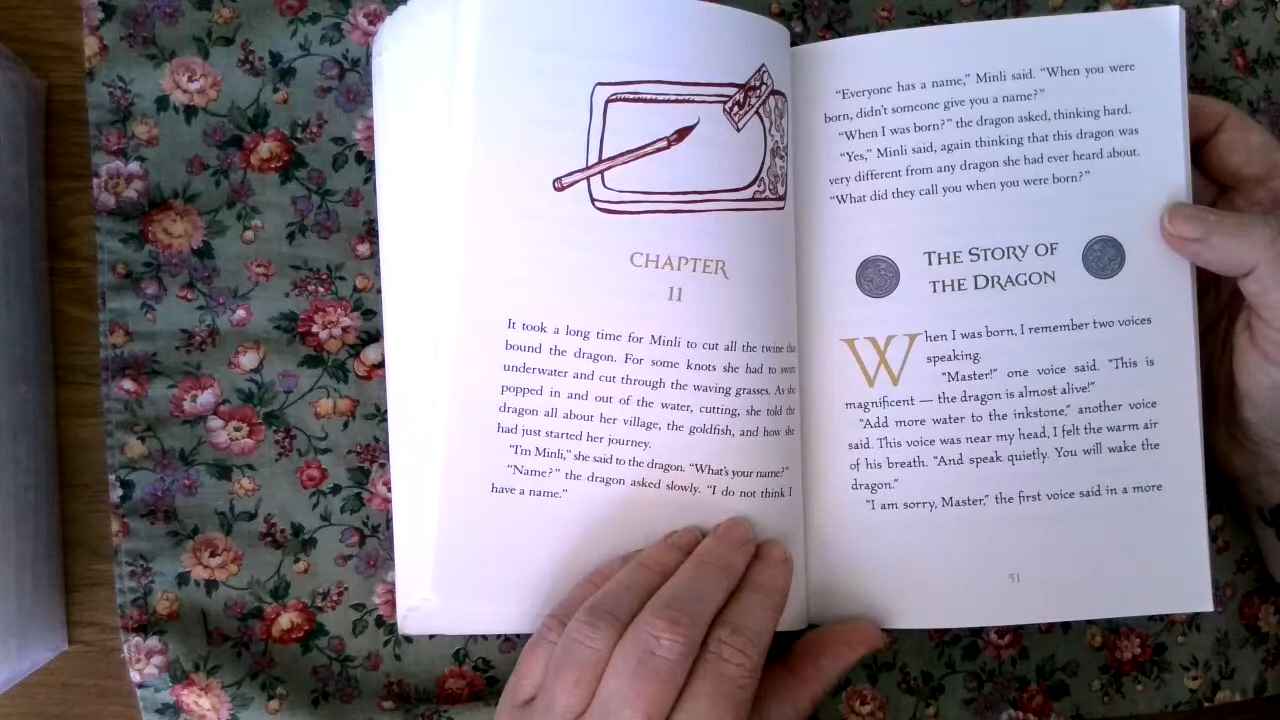 CHAPTER
11
It took a long time for Minli to cut all the twine that
bound the dragon. For some knots she had to swim
underwater and cut through the waving grasses. As she
popped in and out of the water, cutting, she told the
dragon all about her village, the goldfish, and how she
had just started her journey.
“I'm Minli,” she said to the dragon. “What's your name?”
“Name?” the dragon asked slowly. “I do not think I
have a name.”
“Everyone has a name,” Minli said. “When you were
born, didn't someone give you a name?”
“When I was born?” the dragon asked, thinking hard.
“Yes,” Minli said, again thinking that this dragon was
very different from any dragon she had ever heard about.
“What did they call you when you were born?”
THE STORY OF
THE DRAGON
When I was born, I remember two voices
speaking.
“Master!” one voice said. “This is
magnificent — the dragon is almost alive!”
“Add more water to the inkstone,” another voice
said. This voice was near my head, I felt the warm air
of his breath. “And speak quietly. You will wake the
dragon.”
“I am sorry, Master,” the first voice said in a more
51